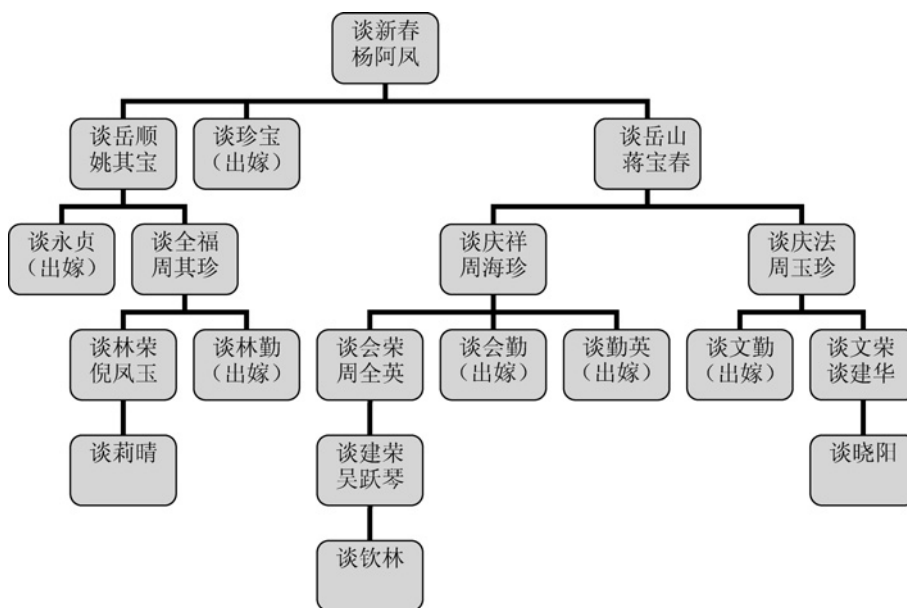 谈新春
杨阿凤
谈岳顺
姚其宝
谈珍宝
（出嫁）
谈岳山
蒋宝春
谈永贞
（出嫁）
谈全福
周其珍
谈庆祥
周海珍
谈庆法
周玉珍
谈林荣
倪凤玉
谈林勤
（出嫁）
谈会荣
周全英
谈会勤
（出嫁）
谈勤英
（出嫁）
谈文勤
（出嫁）
谈文荣
谈建华
谈莉晴
谈建荣
吴跃琴
谈晓阳
谈钦林